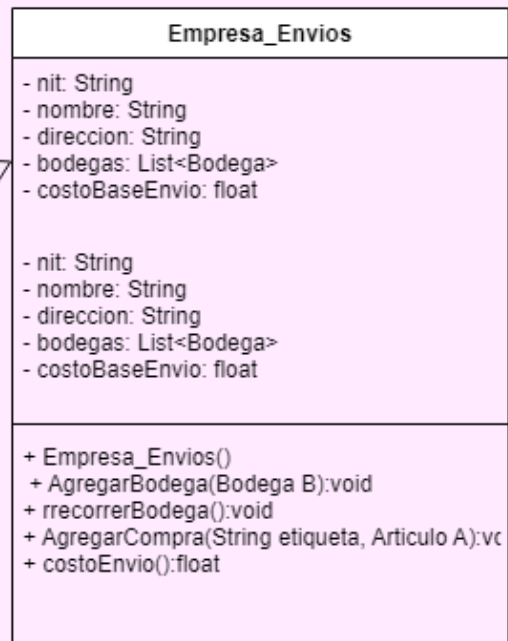 Empresa_Envios
- nit: String
- nombre: String
- direccion: String
- bodegas: List<Bodega>
- costoBaseEnvio: float
- nit: String
- nombre: String
- direccion: String
- bodegas: List<Bodega>
- costoBaseEnvio: float
+ Empresa_Envios()
+ AgregarBodega(Bodega B):void
+ rrecorrerBodega():void
+ AgregarCompra(String etiqueta, Articulo A):vc
+ costoEnvio():float